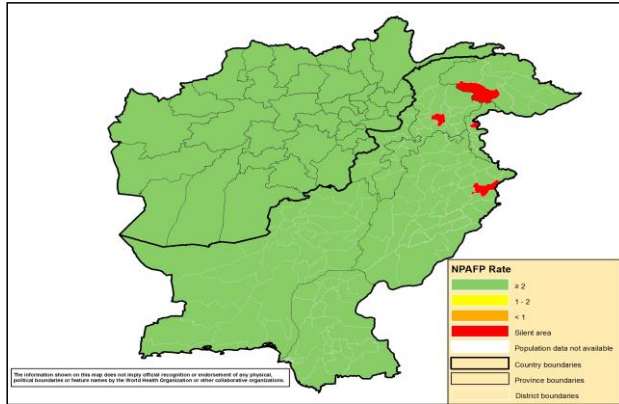 NPAFP Rate
≥ 2
1 - 2
< 1
Silent area
Population data not available
Country boundaries
Province boundaries
District boundaries
The information shown on this map does not imply official recognition or endorsement of any physical,
political boundaries or feature names by the World Health Organization or other collaborative organizations.